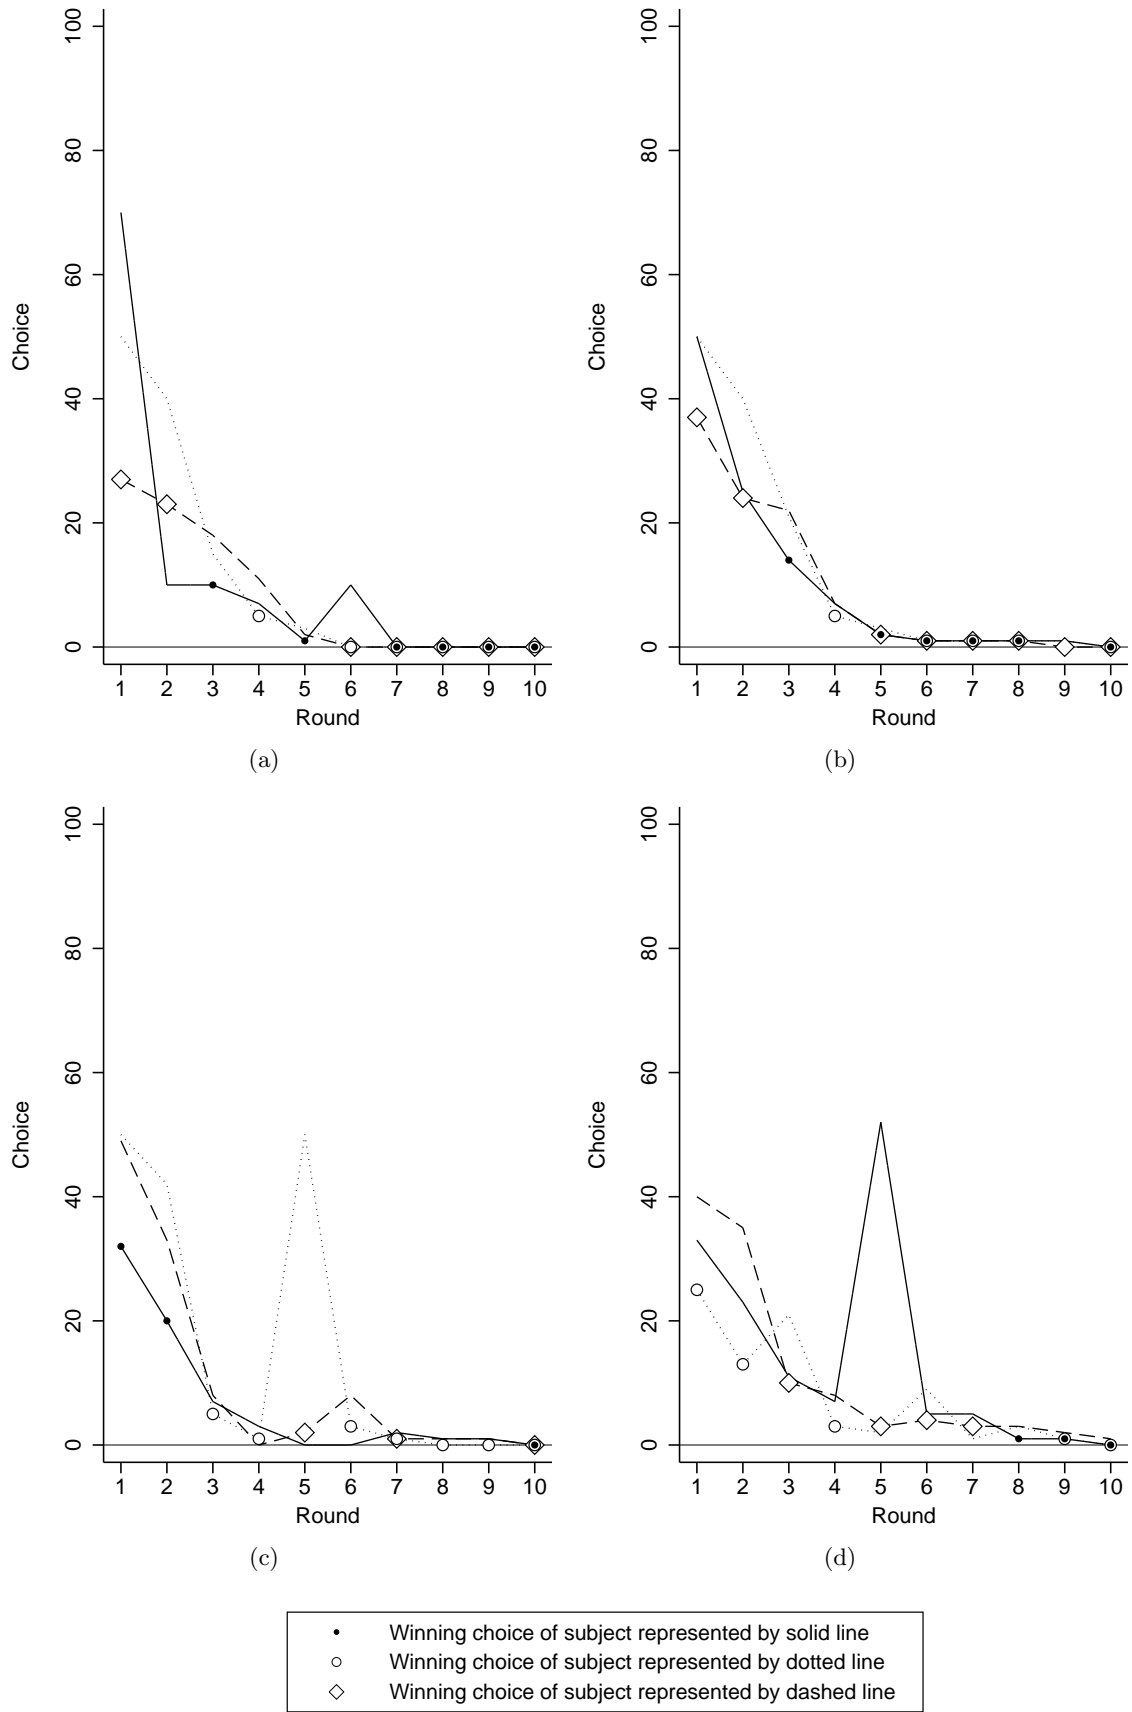 100
80
60
40
20
0
Choice
1 2 3 4 5 6 7 8 9 10
Round
(a)
100
80
60
40
20
0
Choice
1 2 3 4 5 6 7 8 9 10
Round
(b)
100
80
60
40
20
0
Choice
1 2 3 4 5 6 7 8 9 10
Round
(c)
100
80
60
40
20
0
Choice
1 2 3 4 5 6 7 8 9 10
Round
(d)
Winning choice of subject represented by solid line
Winning choice of subject represented by dotted line
Winning choice of subject represented by dashed line